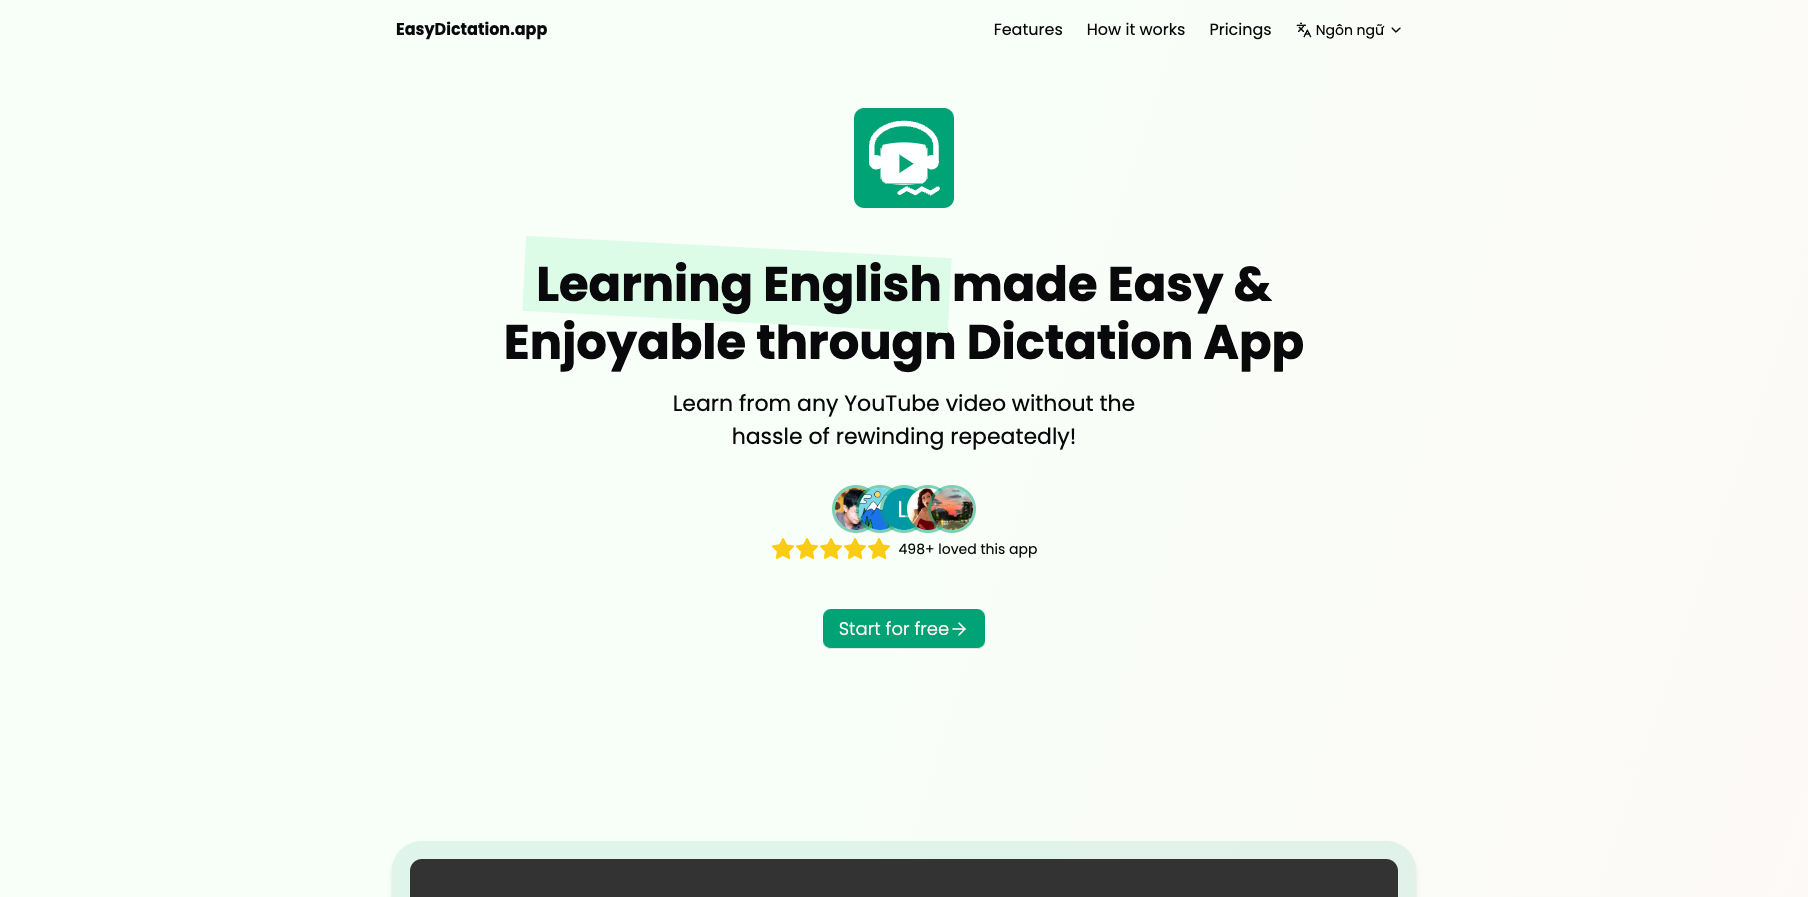 EasyDictation.app
Features
How it works
Pricings
Ngôn ngữ
Learning English made Easy &
Enjoyable through Dictation App
Learn from any YouTube video without the
hassle of rewinding repeatedly!
L
498+ loved this app
Start for free